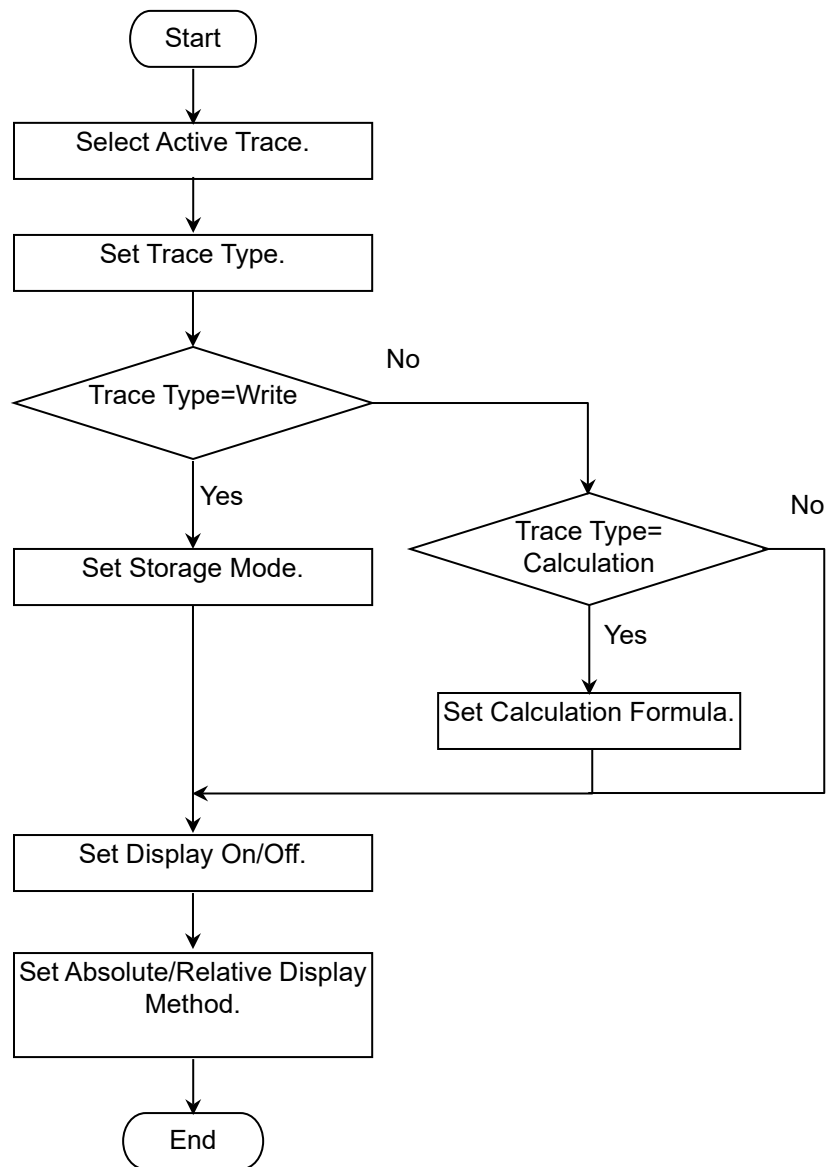 Start
Select Active Trace.
Set Trace Type.
No
Trace Type=Write
Yes
No
Trace Type=
Calculation
Set Storage Mode.
Yes
Set Calculation Formula.
Set Display On/Off.
Set Absolute/Relative Display
Method.
End